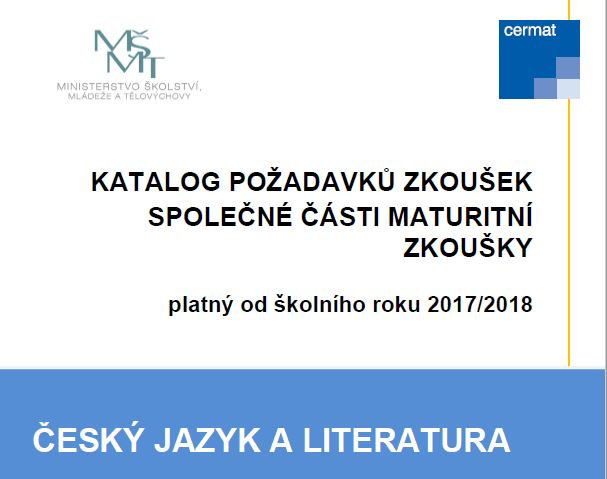 MŠMT
MINISTERSTVO ŠKOLSTVÍ,
MLÁDEŽE A TĚLOVÝCHOVY
cermat
KATALOG POŽADAVKŮ ZKOUŠEK
SPOLEČNÉ ČÁSTI MATURITNÍ
ZKOUŠKY
platný od školního roku 2017/2018
ČESKÝ JAZYK A LITERATURA